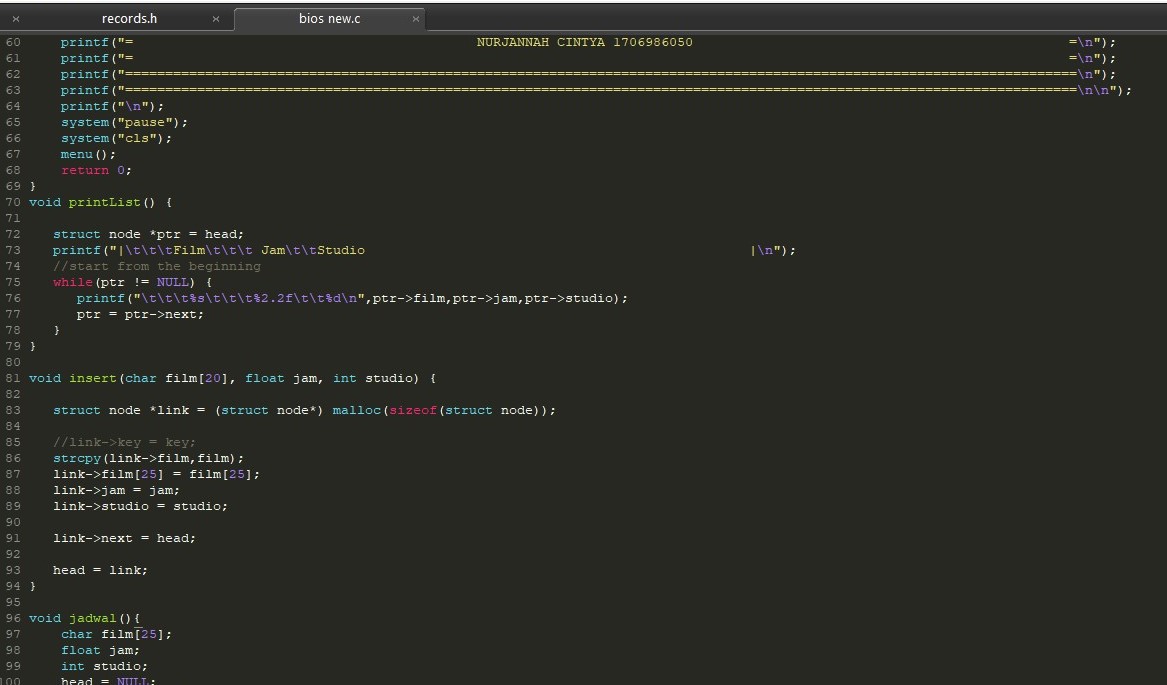 × records.h × bios new.c ×
60 printf("= NURJANNAH CINTYA 1706986050 =\n");
61 printf("= =\n");
62 printf("=======================================================================================================================\n");
63 printf("=======================================================================================================================\n\n");
64 printf("\n");
65 system("pause");
66 system("cls");
67 menu();
68 return 0;
69 }
70 void printList() {
71
72 struct node *ptr = head;
73 printf("|\t\t\tFilm\t\t\t Jam\t\tStudio |\n");
74 //start from the beginning
75 while(ptr != NULL) {
76 printf("\t\t\t%s\t\t\t%2.2f\t\t%d\n",ptr->film,ptr->jam,ptr->studio);
77 ptr = ptr->next;
78 }
79 }
80
81 void insert(char film[20], float jam, int studio) {
82
83 struct node *link = (struct node*) malloc(sizeof(struct node));
84
85 //link->key = key;
86 strcpy(link->film,film);
87 link->film[25] = film[25];
88 link->jam = jam;
89 link->studio = studio;
90
91 link->next = head;
92
93 head = link;
94 }
95
96 void jadwal(){
97 char film[25];
98 float jam;
99 int studio;
100 head = NULL;